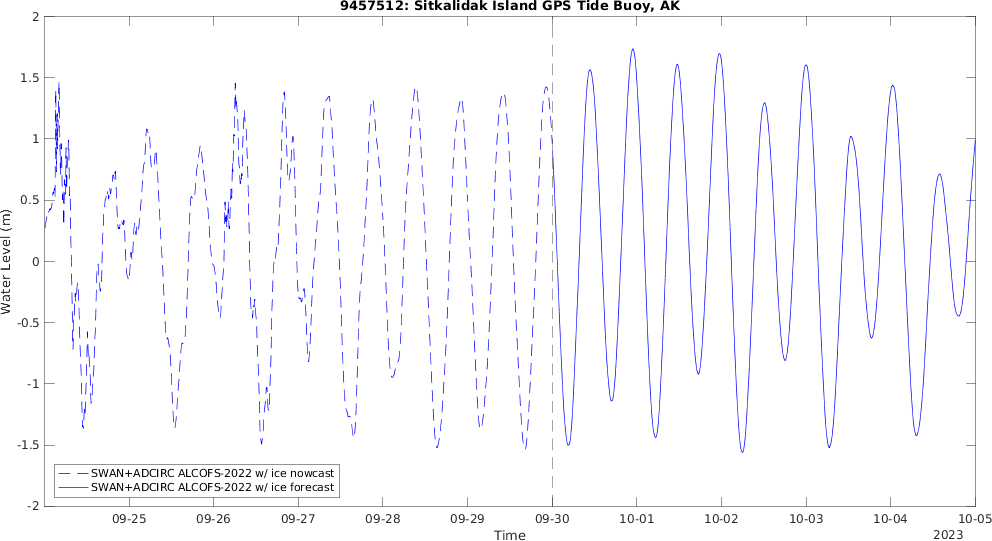 9457512: Sitkalidak Island GPS Tide Buoy, AK
2
1.5
1
0.5
0
-0.5
-1
-1.5
-2
Water Level (m)
SWAN+ADCIRC ALCOFS-2022 w/ ice nowcast
SWAN+ADCIRC ALCOFS-2022 w/ ice forecast
09-25 09-26 09-27 09-28 09-29 09-30 10-01 10-02 10-03 10-04 10-05
Time
2023